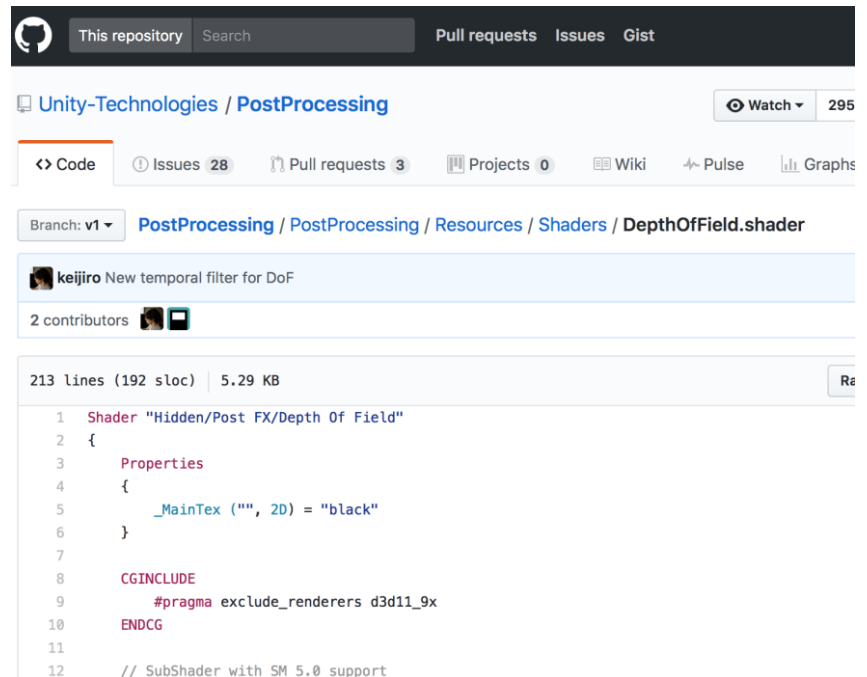 This repository Search Pull requests Issues Gist
Unity-Technologies / PostProcessing Watch 295
<> Code Issues 28 Pull requests 3 Projects 0 Wiki Pulse Graphs
Branch: v1 PostProcessing / PostProcessing / Resources / Shaders / DepthOfField.shader
keijiro New temporal filter for DoF
2 contributors
213 lines (192 sloc) 5.29 KB Ra
1 Shader "Hidden/Post FX/Depth Of Field"
2 {
3 Properties
4 {
5 _MainTex ("", 2D) = "black"
6 }
7
8 CGINCLUDE
9 #pragma exclude_renderers d3d11_9x
10 ENDCG
11
12 // SubShader with SM 5.0 support